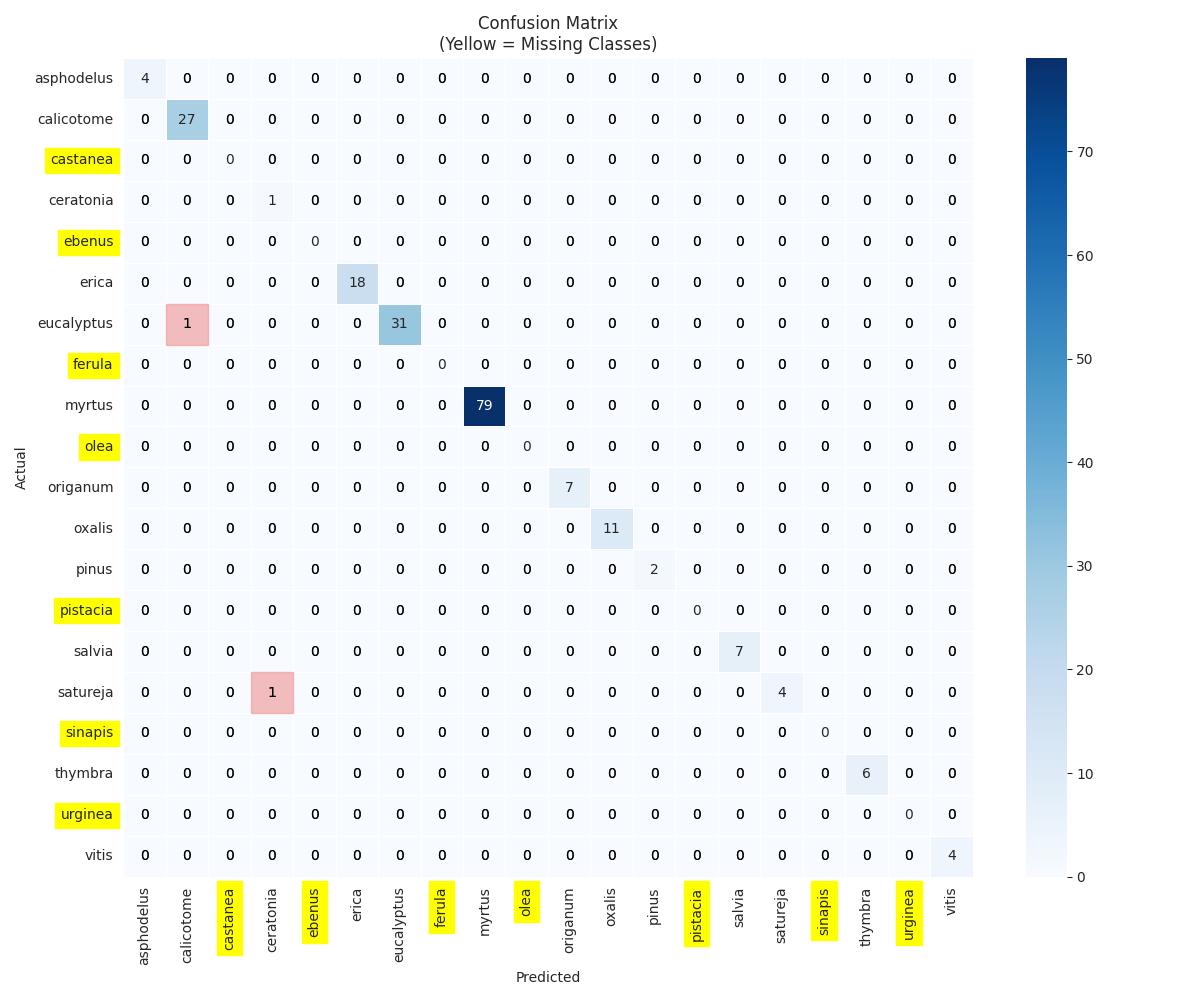 Confusion Matrix
(Yellow = Missing Classes)
asphodelus 4 0 0 0 0 0 0 0 0 0 0 0 0 0 0 0 0 0 0 0
calicotome 0 27 0 0 0 0 0 0 0 0 0 0 0 0 0 0 0 0 0 0
castanea 0 0 0 0 0 0 0 0 0 0 0 0 0 0 0 0 0 0 0 0
ceratonia 0 0 0 1 0 0 0 0 0 0 0 0 0 0 0 0 0 0 0 0
ebenus 0 0 0 0 0 0 0 0 0 0 0 0 0 0 0 0 0 0 0 0
erica 0 0 0 0 0 18 0 0 0 0 0 0 0 0 0 0 0 0 0 0
eucalyptus 0 1 0 0 0 0 31 0 0 0 0 0 0 0 0 0 0 0 0 0
ferula 0 0 0 0 0 0 0 0 0 0 0 0 0 0 0 0 0 0 0 0
myrtus 0 0 0 0 0 0 0 0 79 0 0 0 0 0 0 0 0 0 0 0
olea 0 0 0 0 0 0 0 0 0 0 0 0 0 0 0 0 0 0 0 0
origanum 0 0 0 0 0 0 0 0 0 0 7 0 0 0 0 0 0 0 0 0
oxalis 0 0 0 0 0 0 0 0 0 0 0 11 0 0 0 0 0 0 0 0
pinus 0 0 0 0 0 0 0 0 0 0 0 0 2 0 0 0 0 0 0 0
pistacia 0 0 0 0 0 0 0 0 0 0 0 0 0 0 0 0 0 0 0 0
salvia 0 0 0 0 0 0 0 0 0 0 0 0 0 0 7 0 0 0 0 0
satureja 0 0 0 1 0 0 0 0 0 0 0 0 0 0 0 4 0 0 0 0
sinapis 0 0 0 0 0 0 0 0 0 0 0 0 0 0 0 0 0 0 0 0
thymbra 0 0 0 0 0 0 0 0 0 0 0 0 0 0 0 0 0 6 0 0
urginea 0 0 0 0 0 0 0 0 0 0 0 0 0 0 0 0 0 0 0 0
vitis 0 0 0 0 0 0 0 0 0 0 0 0 0 0 0 0 0 0 0 4
Actual
asphodelus
calicotome
castanea
ceratonia
ebenus
erica
eucalyptus
ferula
myrtus
olea
origanum
oxalis
pinus
pistacia
salvia
satureja
sinapis
thymbra
urginea
vitis
Predicted
70
60
50
40
30
20
10
0